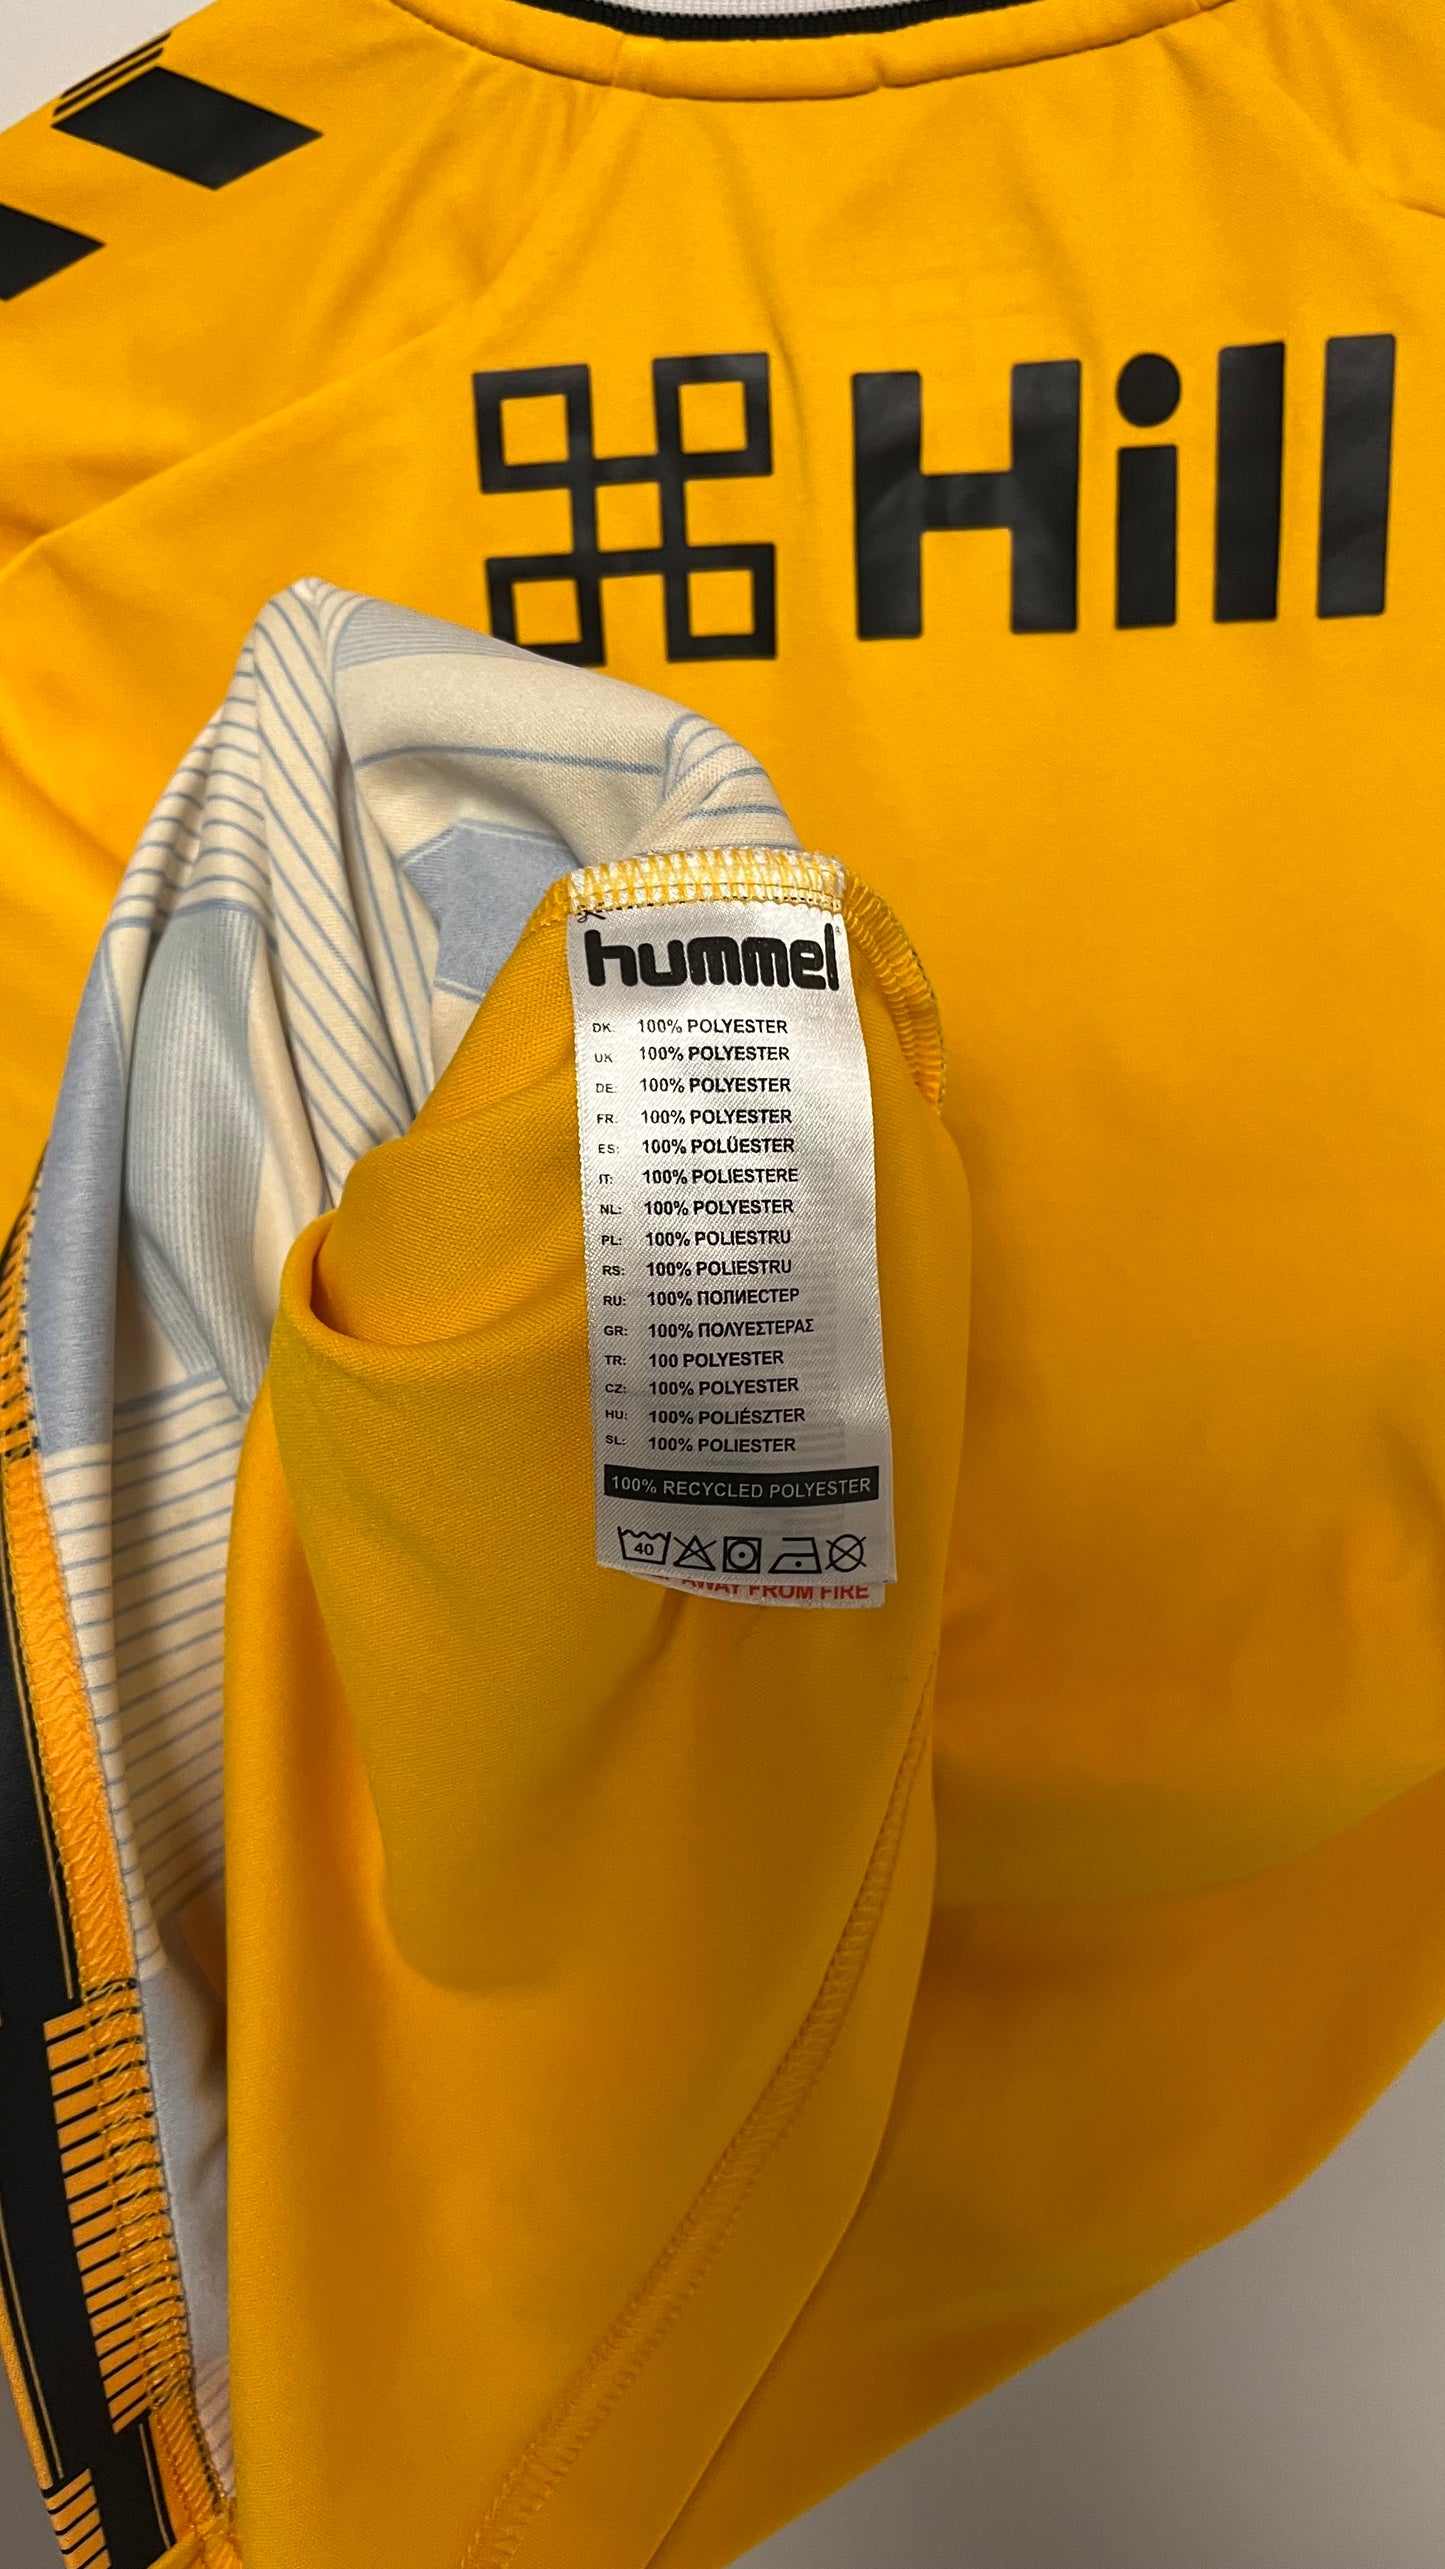 Hill
hummel
DK: 100% POLYESTER
UK 100% POLYESTER
DE: 100% POLYESTER
FR: 100% POLYESTER
ES: 100% POLÜESTER
IT: 100% POLIESTERE
NL: 100% POLYESTER
PL: 100% POLIESTRU
RS: 100% POLIESTRU
RU: 100% ПОЛИЕСТЕР
GR: 100% ΠΟΛΥΕΣΤΕΡΑΣ
TR: 100 POLYESTER
CZ: 100% POLYESTER
HU: 100% POLIÉSZTER
SL: 100% POLIESTER
100% RECYCLED POLYESTER
40
AWAY FROM FIRE